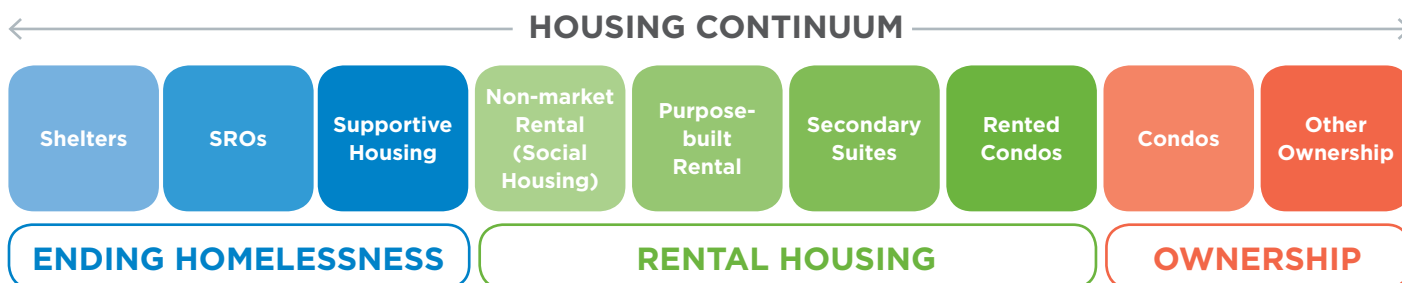 HOUSING CONTINUUM
Shelters
SROs
Supportive
Housing
Non-market
Rental
(Social
Housing)
Purpose-
built
Rental
Secondary
Suites
Rented
Condos
Condos
Other
Ownership
ENDING HOMELESSNESS
RENTAL HOUSING
OWNERSHIP